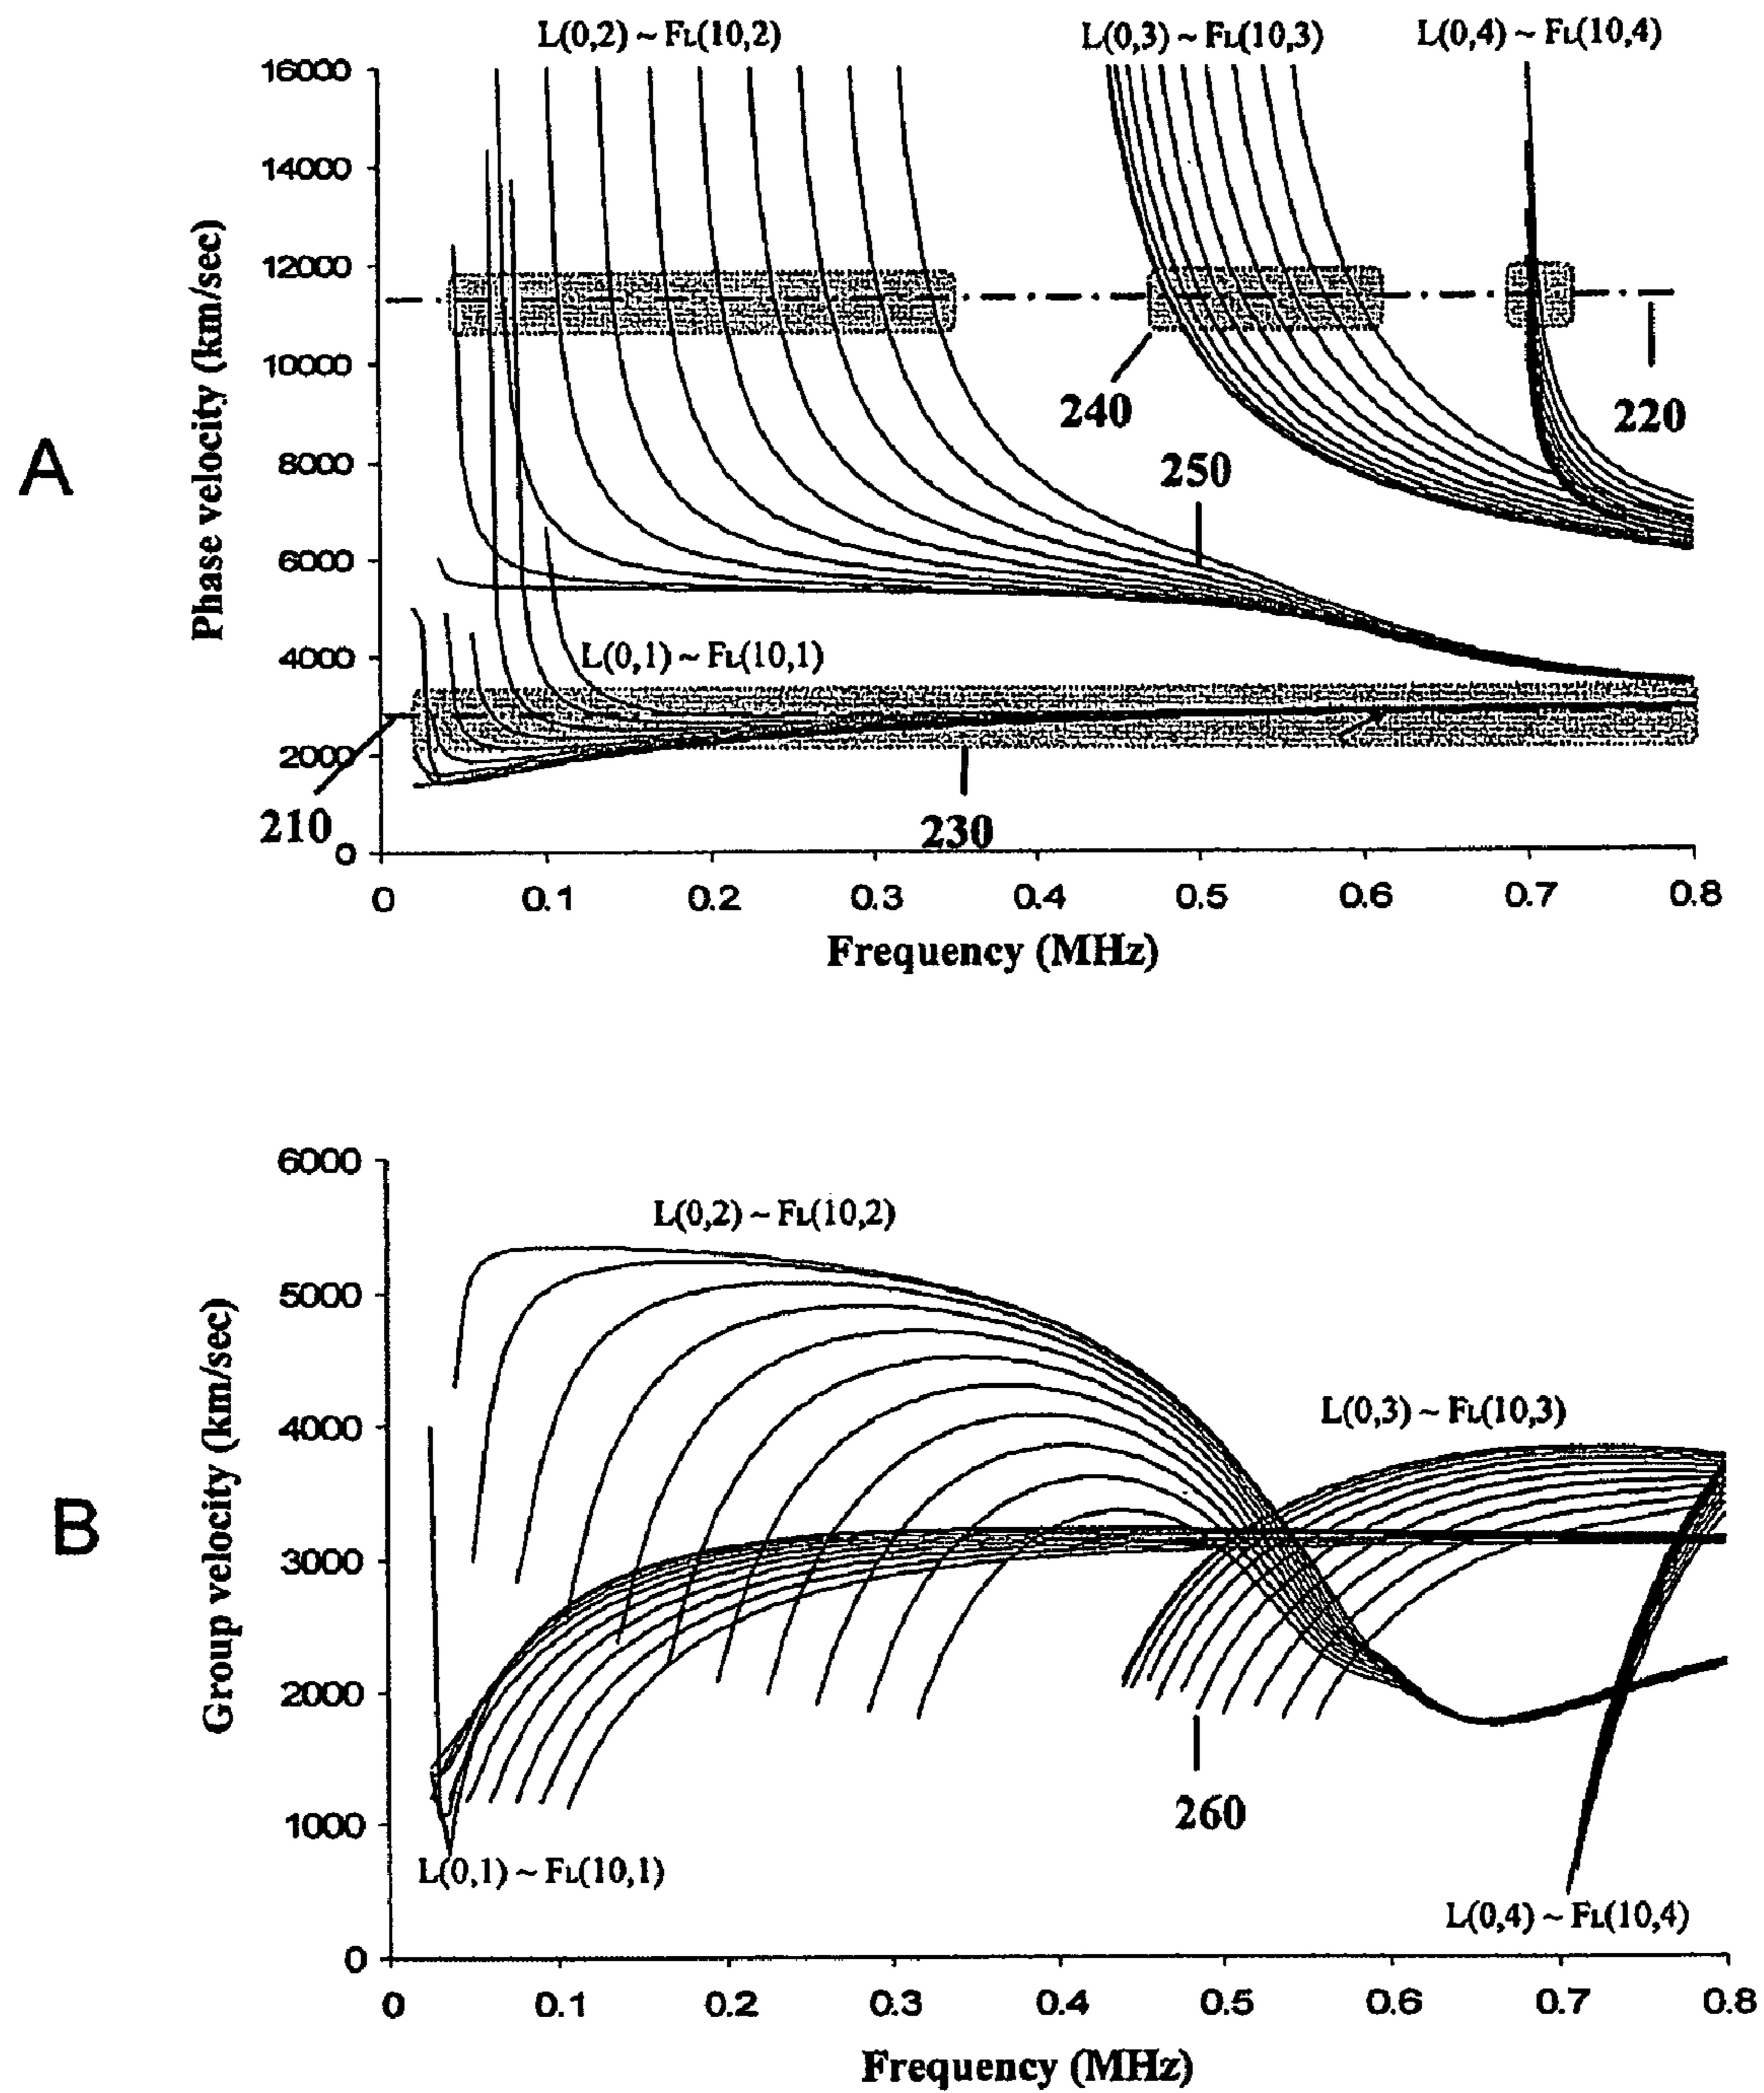 L(0,2) ~ FL(10,2)
L(0,3) ~ FL(10,3)
L(0,4) ~ FL(10,4)
16000
14000
12000
10000
8000
6000
4000
2000
0
Phase velocity (km/sec)
A
240
220
250
L(0,1) ~ FL(10,1)
210
230
0 0.1 0.2 0.3 0.4 0.5 0.6 0.7 0.8
Frequency (MHz)
6000
5000
4000
3000
2000
1000
0
Group velocity (km/sec)
B
L(0,2) ~ FL(10,2)
L(0,3) ~ FL(10,3)
260
L(0,1) ~ FL(10,1)
L(0,4) ~ FL(10,4)
0 0.1 0.2 0.3 0.4 0.5 0.6 0.7 0.8
Frequency (MHz)